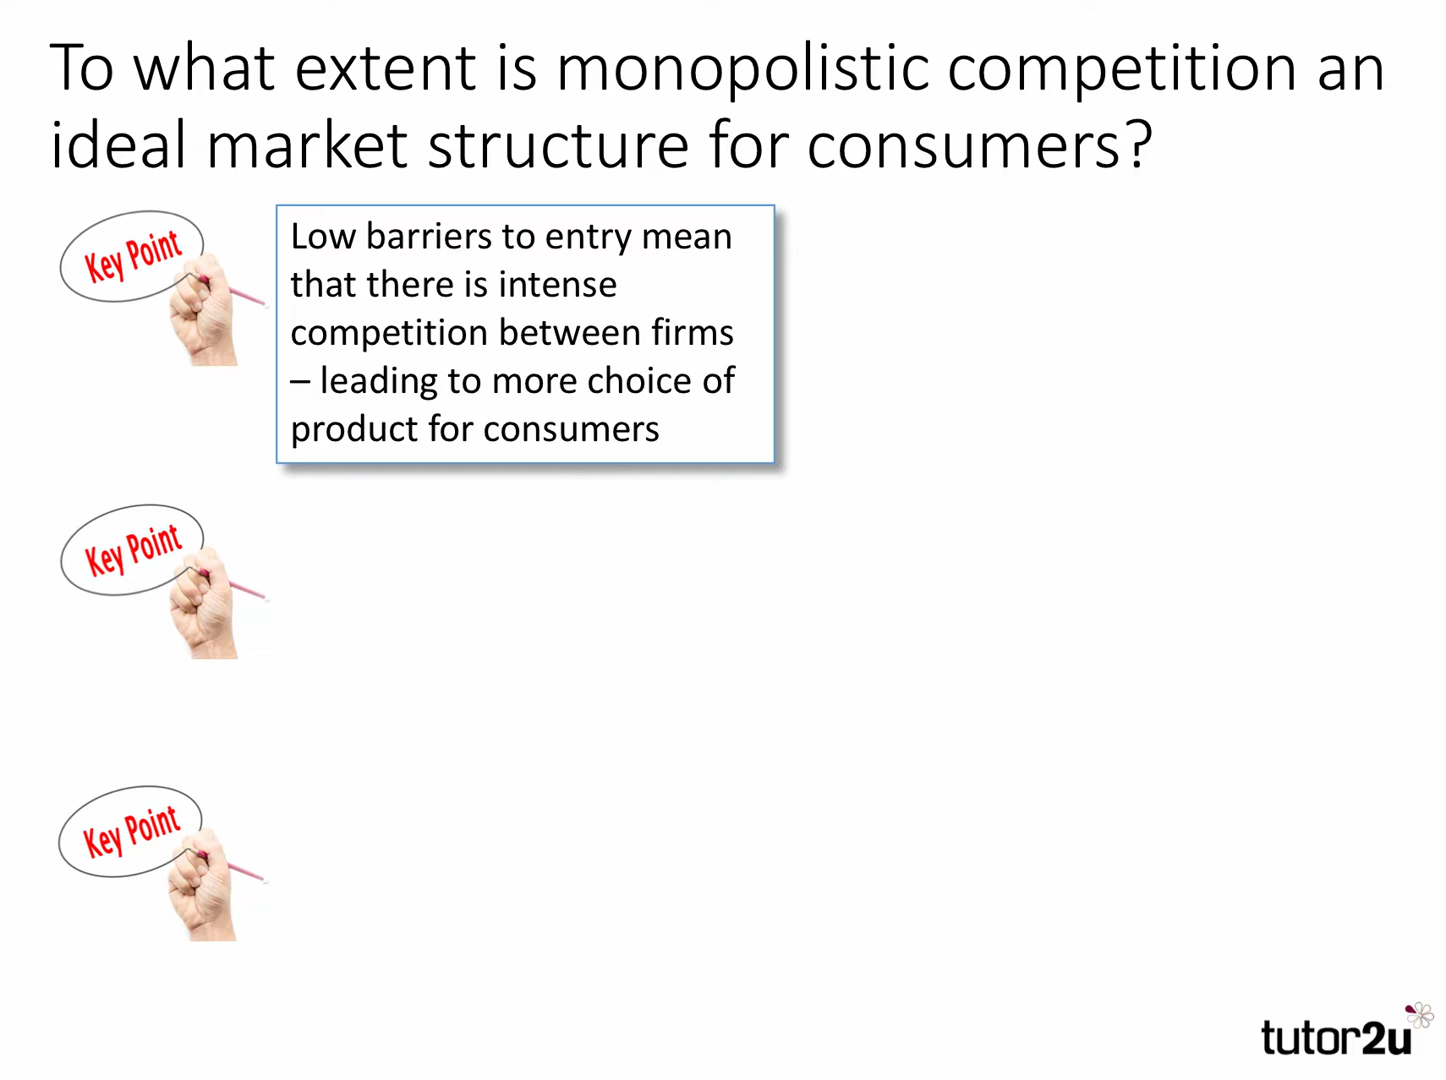 To what extent is monopolistic competition an
ideal market structure for consumers?
Key Point
Low barriers to entry mean
that there is intense
competition between firms
– leading to more choice of
product for consumers
Key Point
Key Point
tutor2u